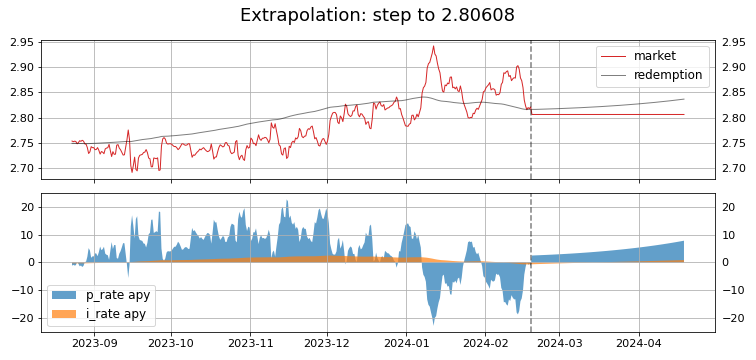 Extrapolation: step to 2.80608
2.95 2.95
2.90 2.90
2.85 2.85
2.80 2.80
2.75 2.75
2.70 2.70
market
redemption
20 20
10 10
0 0
−10 −10
−20 −20
p_rate apy
i_rate apy
2023-09 2023-10 2023-11 2023-12 2024-01 2024-02 2024-03 2024-04